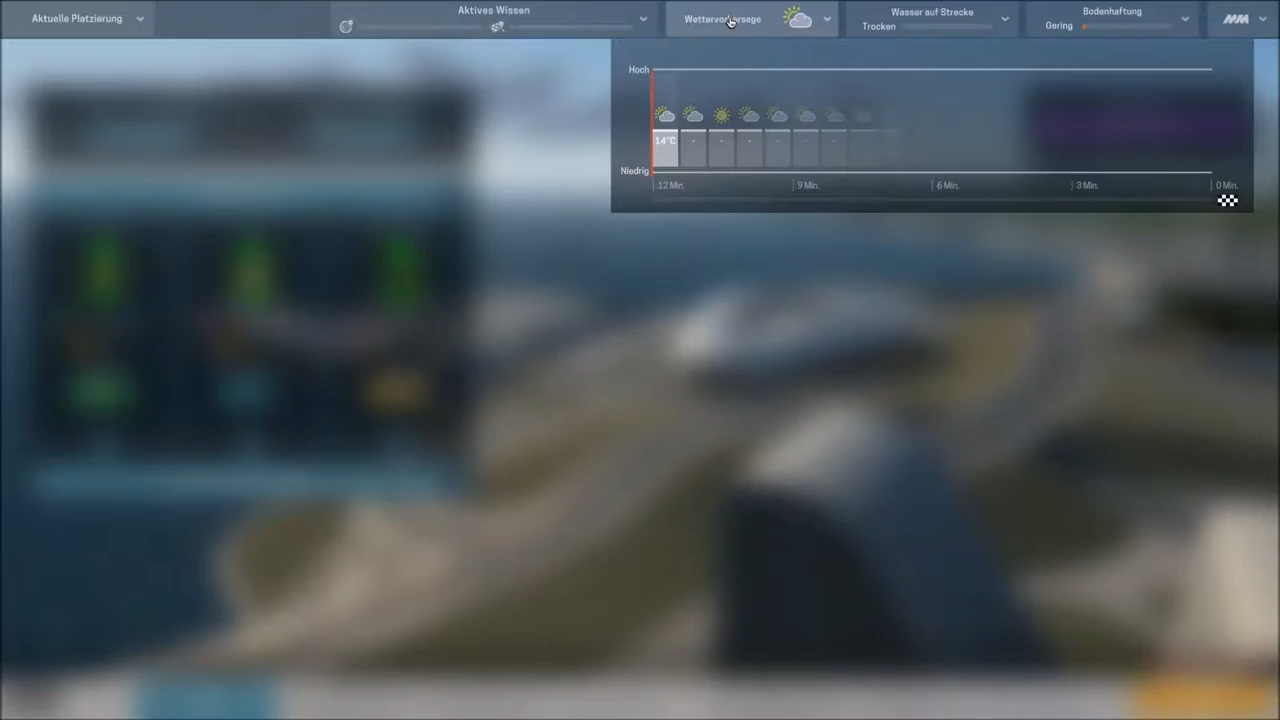 Aktuelle Platzierung
Aktives Wissen
Wettervorhersage
Wasser auf Strecke
Trocken
Bodenhaftung
Gering
Hoch
14°C - - - - - -
Niedrig
12 Min. 9 Min. 6 Min. 3 Min. 0 Min.